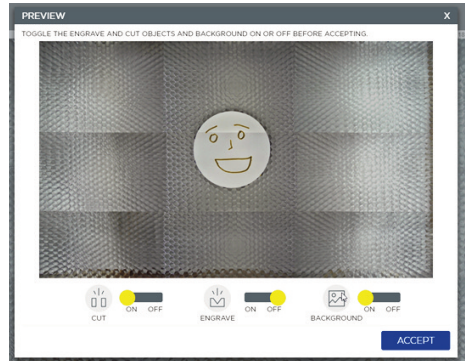 PREVIEW X
TOGGLE THE ENGRAVE AND CUT OBJECTS AND BACKGROUND ON OR OFF BEFORE ACCEPTING.
ON OFF ON OFF ON OFF
CUT ENGRAVE BACKGROUND
ACCEPT